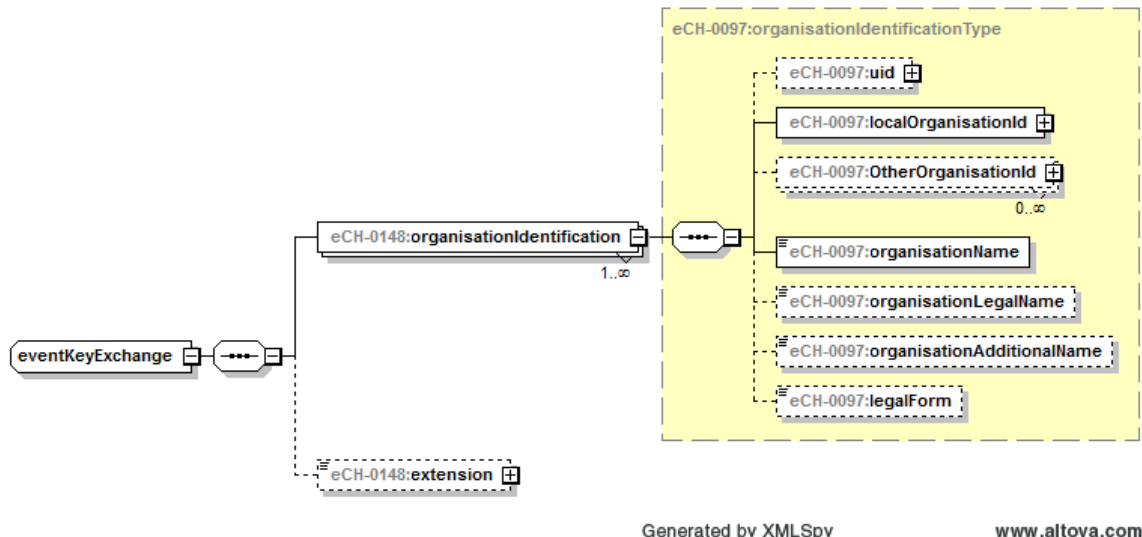 eCH-0097:organisationIdentificationType
eCH-0097:uid
eCH-0097:localOrganisationId
eCH-0097:OtherOrganisationId
0..∞
eCH-0148:organisationIdentification
1..∞
eCH-0097:organisationName
eCH-0097:organisationLegalName
eventKeyExchange
eCH-0097:organisationAdditionalName
eCH-0097:legalForm
eCH-0148:extension
Generated by XMLSpy www.altova.com